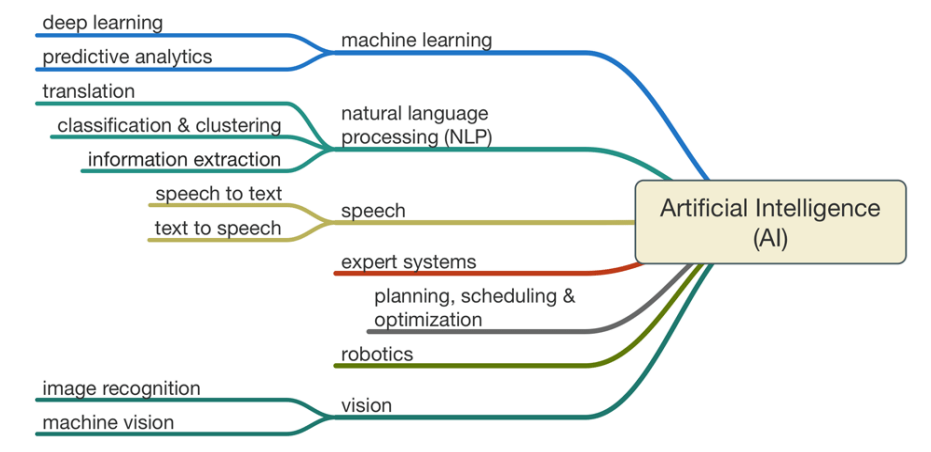 deep learning
predictive analytics
machine learning
translation
classification & clustering
information extraction
natural language
processing (NLP)
speech to text
text to speech
speech
expert systems
planning, scheduling &
optimization
robotics
image recognition
machine vision
vision
Artificial Intelligence
(AI)